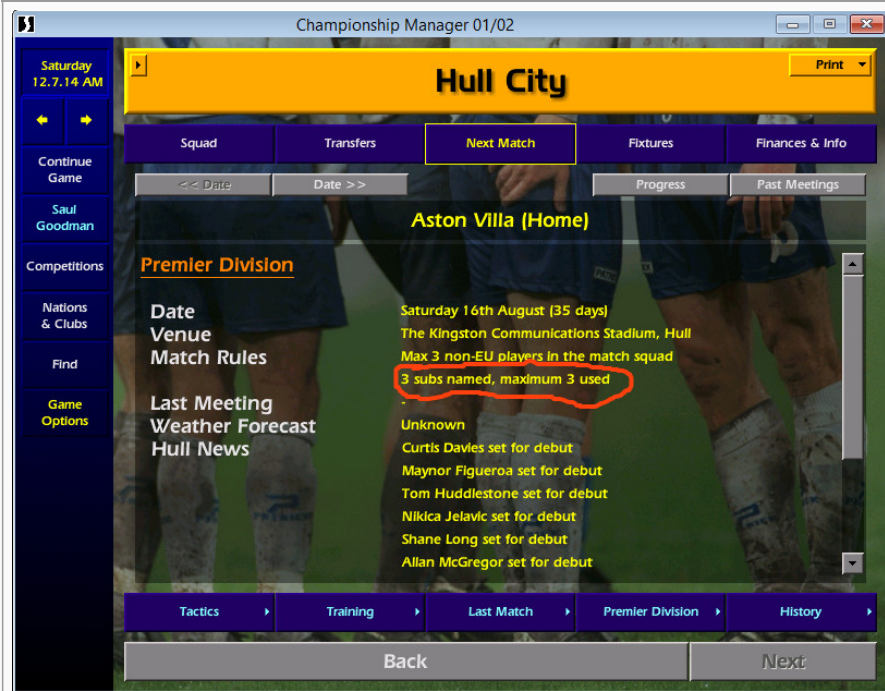 Championship Manager 01/02
Saturday
12.7.14 AM
Continue
Game
Saul
Goodman
Competitions
Nations
& Clubs
Find
Game
Options
Hull City
Print
Squad
Transfers
Next Match
Fixtures
Finances & Info
<< Date
Date >>
Progress
Past Meetings
Aston Villa (Home)
Premier Division
Date Saturday 16th August (35 days)
Venue The Kingston Communications Stadium, Hull
Match Rules Max 3 non-EU players in the match squad
3 subs named, maximum 3 used
Last Meeting -
Weather Forecast Unknown
Hull News Curtis Davies set for debut
Maynor Figueroa set for debut
Tom Huddlestone set for debut
Nikica Jelavic set for debut
Shane Long set for debut
Allan McGregor set for debut
Tactics
Training
Last Match
Premier Division
History
Back
Next